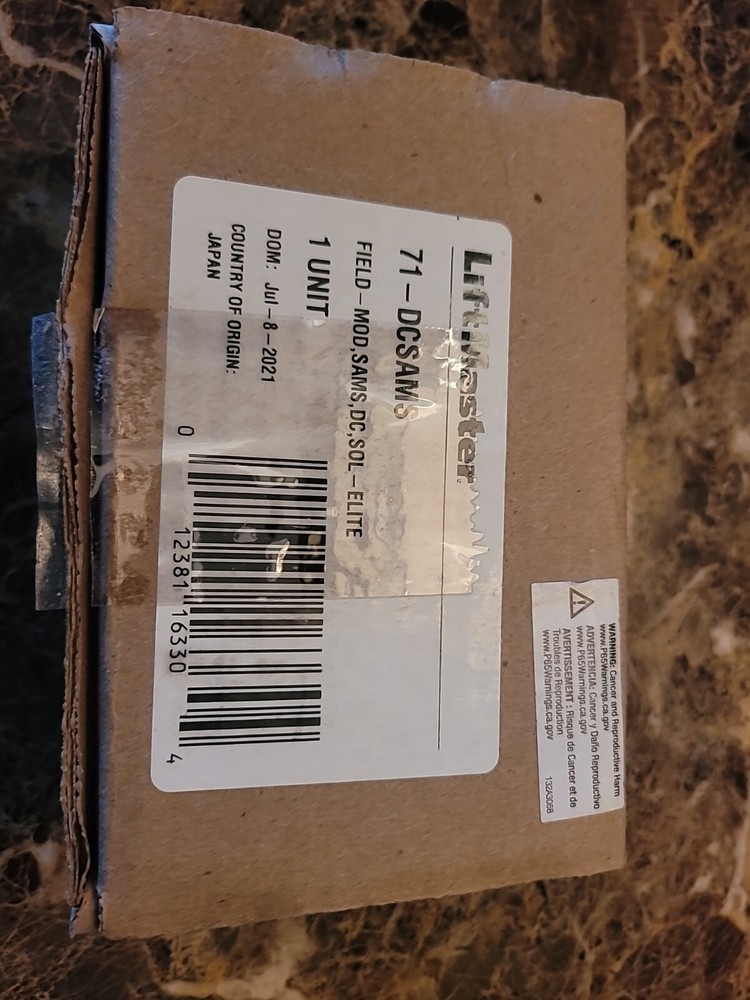 LiftMaster
71-DCSAMS
FIELD-MOD,SAMS,DC,SOL-ELITE
1 UNIT
DOM: Jul-8-2021
COUNTRY OF ORIGIN:
JAPAN
0 12381 16330 4
WARNING: Cancer and Reproductive Harm
www.P65Warnings.ca.gov
ADVERTENCIA: Cancer y Daño Reproductivo
www.P65Warnings.ca.gov
AVERTISSEMENT : Risque de Cancer et de
Troubles de Reproduction
www.P65Warnings.ca.gov
132A3068